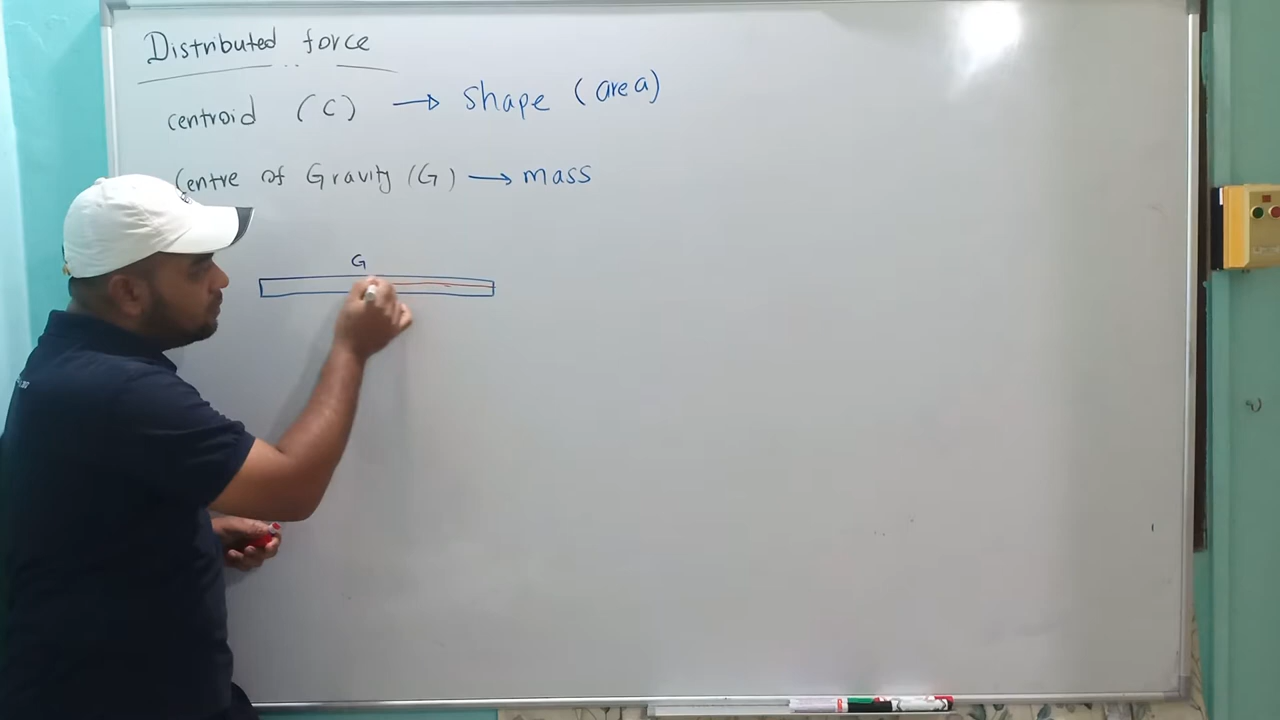 Distributed force
centroid (C) → shape (area)
Centre of Gravity (G) → mass
G